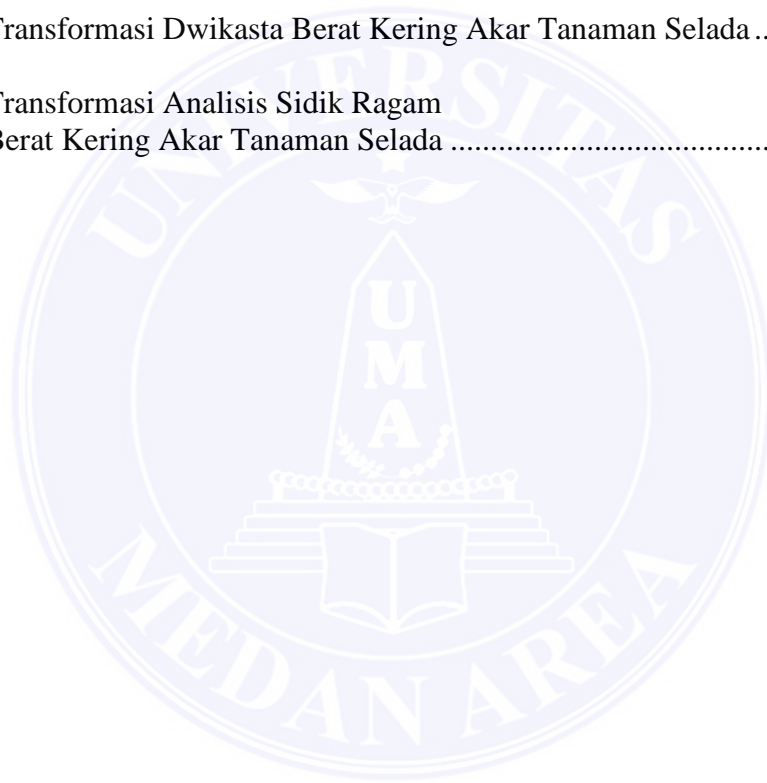 Transformasi Dwikasta Berat Kering Akar Tanaman Selada ..
Transformasi Analisis Sidik Ragam
Berat Kering Akar Tanaman Selada ........................................
UNIVERSITAS
UMA
MEDAN AREA